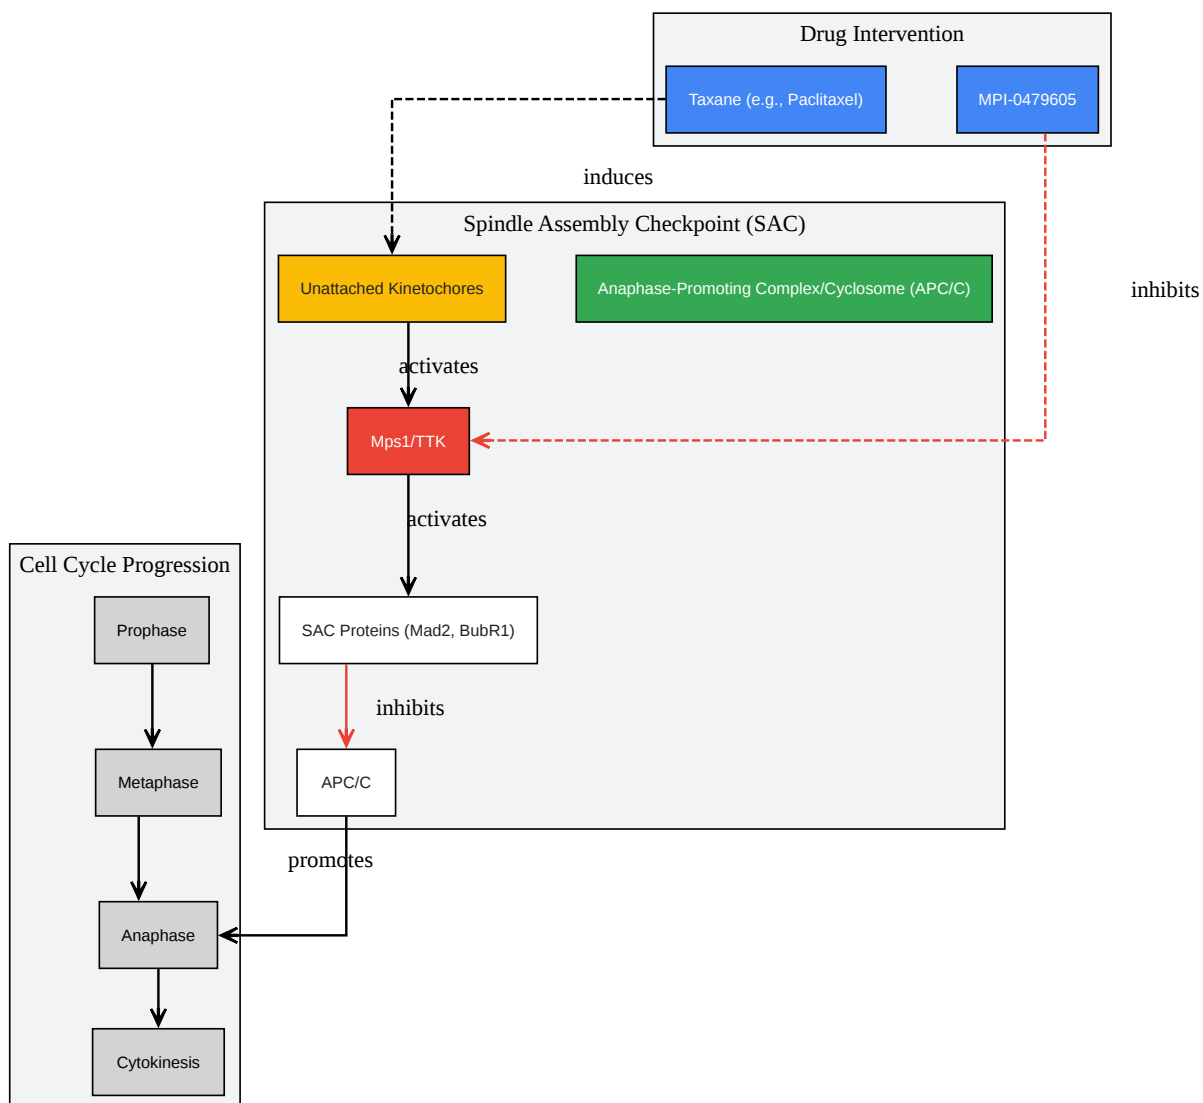 Drug Intervention
Taxane (e.g., Paclitaxel)
MPI-0479605
induces
Spindle Assembly Checkpoint (SAC)
Unattached Kinetochores
Anaphase-Promoting Complex/Cyclosome (APC/C)
inhibits
activates
Mps1/TTK
activates
Cell Cycle Progression
Prophase
SAC Proteins (Mad2, BubR1)
inhibits
Metaphase
APC/C
promotes
Anaphase
Cytokinesis